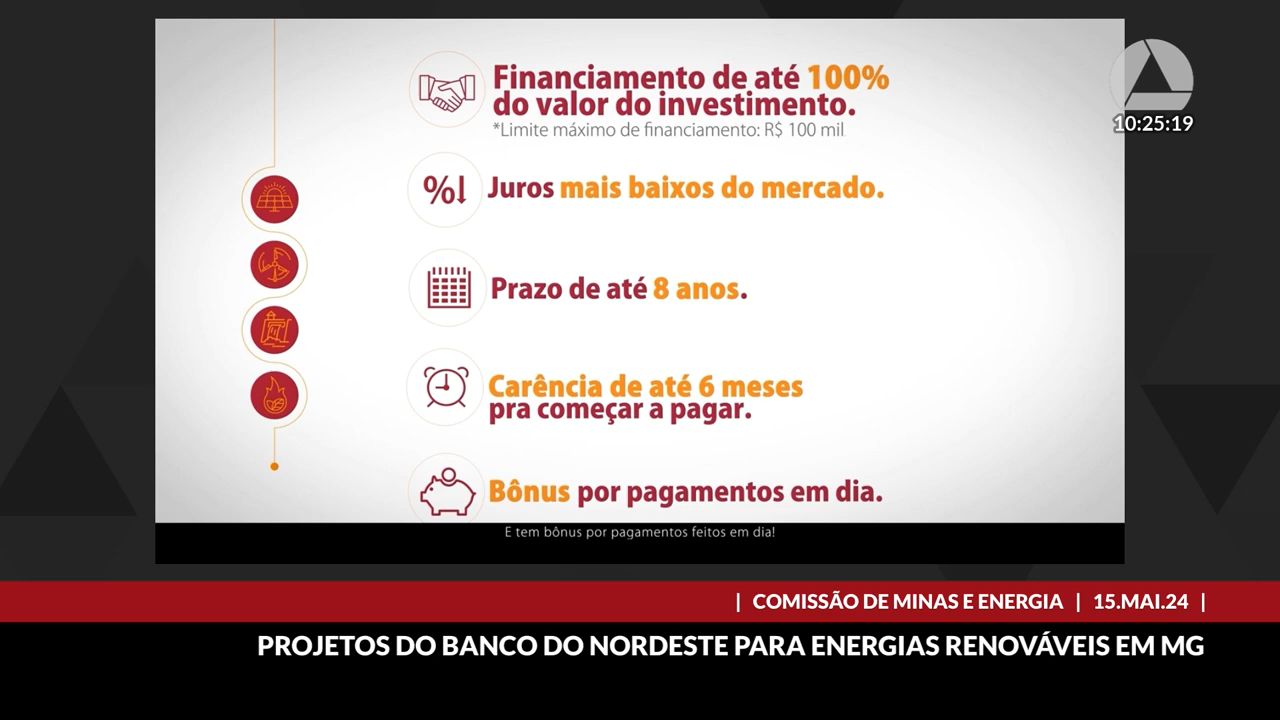 Financiamento de até 100%
do valor do investimento.
*Limite máximo de financiamento: R$ 100 mil
10:25:19
%
Juros mais baixos do mercado.
Prazo de até 8 anos.
Carência de até 6 meses
pra começar a pagar.
Bônus por pagamentos em dia.
E tem bônus por pagamentos feitos em dia!
| COMISSÃO DE MINAS E ENERGIA | 15.MAI.24 |
PROJETOS DO BANCO DO NORDESTE PARA ENERGIAS RENOVÁVEIS EM MG